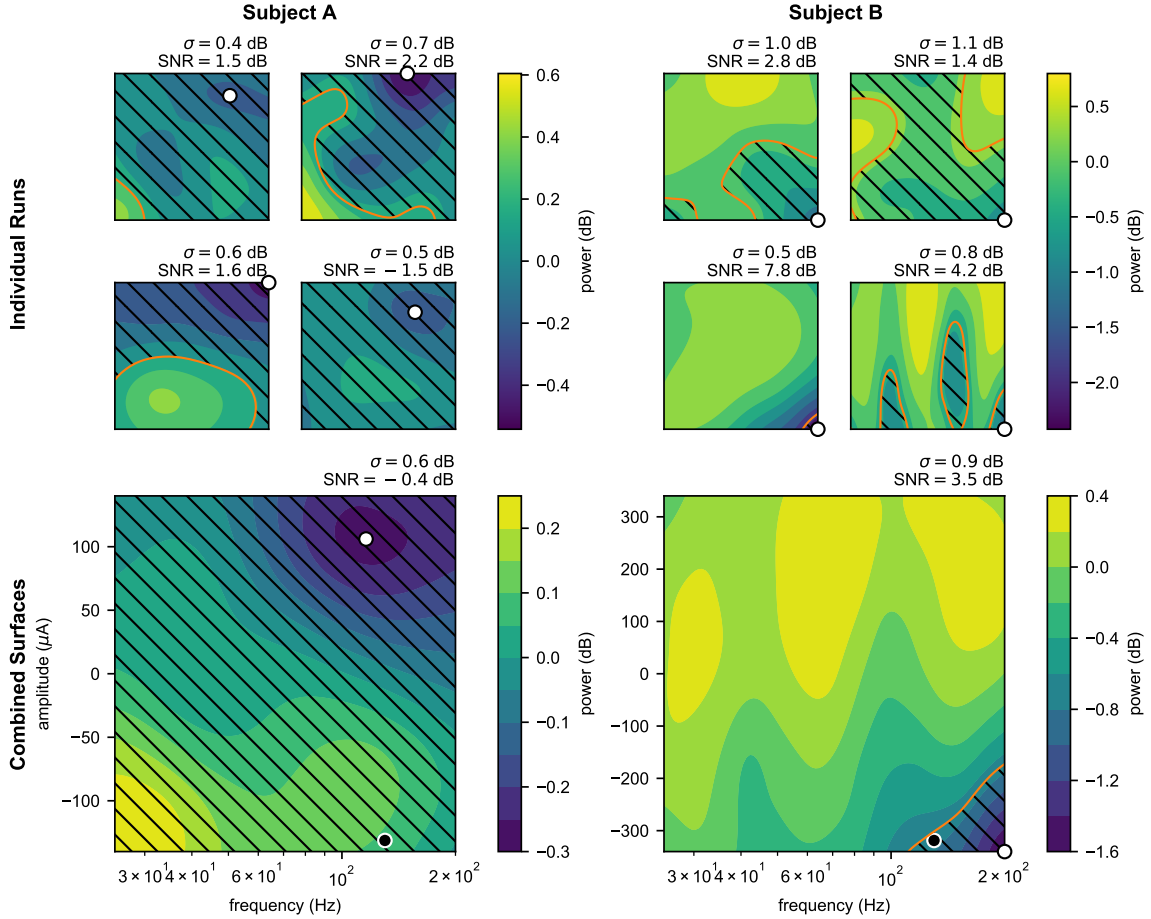 Subject A
Subject B
Individual Runs
σ = 0.4 dB
SNR = 1.5 dB
σ = 0.7 dB
SNR = 2.2 dB
σ = 1.0 dB
SNR = 2.8 dB
σ = 1.1 dB
SNR = 1.4 dB
σ = 0.6 dB
SNR = 1.6 dB
σ = 0.5 dB
SNR = −1.5 dB
σ = 0.5 dB
SNR = 7.8 dB
σ = 0.8 dB
SNR = 4.2 dB
0.6
0.4
0.2
0.0
−0.2
−0.4
power (dB)
0.5
0.0
−0.5
−1.0
−1.5
−2.0
power (dB)
Combined Surfaces
σ = 0.6 dB
SNR = −0.4 dB
amplitude (μA)
100
50
0
−50
−100
3 × 10¹
4 × 10¹
6 × 10¹
10²
2 × 10²
frequency (Hz)
0.2
0.1
0.0
−0.1
−0.2
−0.3
power (dB)
σ = 0.9 dB
SNR = 3.5 dB
300
200
100
0
−100
−200
−300
3 × 10¹
4 × 10¹
6 × 10¹
10²
2 × 10²
frequency (Hz)
0.4
0.0
−0.4
−0.8
−1.2
−1.6
power (dB)